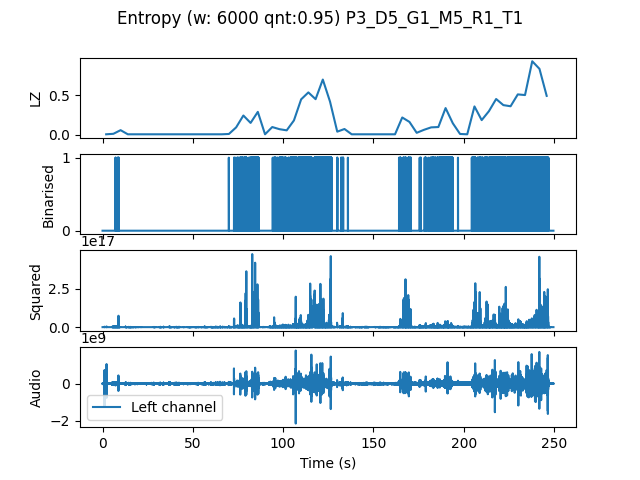 Entropy (w: 6000 qnt:0.95) P3_D5_G1_M5_R1_T1
LZ
0.5
0.0
Binarised
1
0
1e17
Squared
2.5
0.0
1e9
Audio
0
−2
Left channel
0 50 100 150 200 250
Time (s)